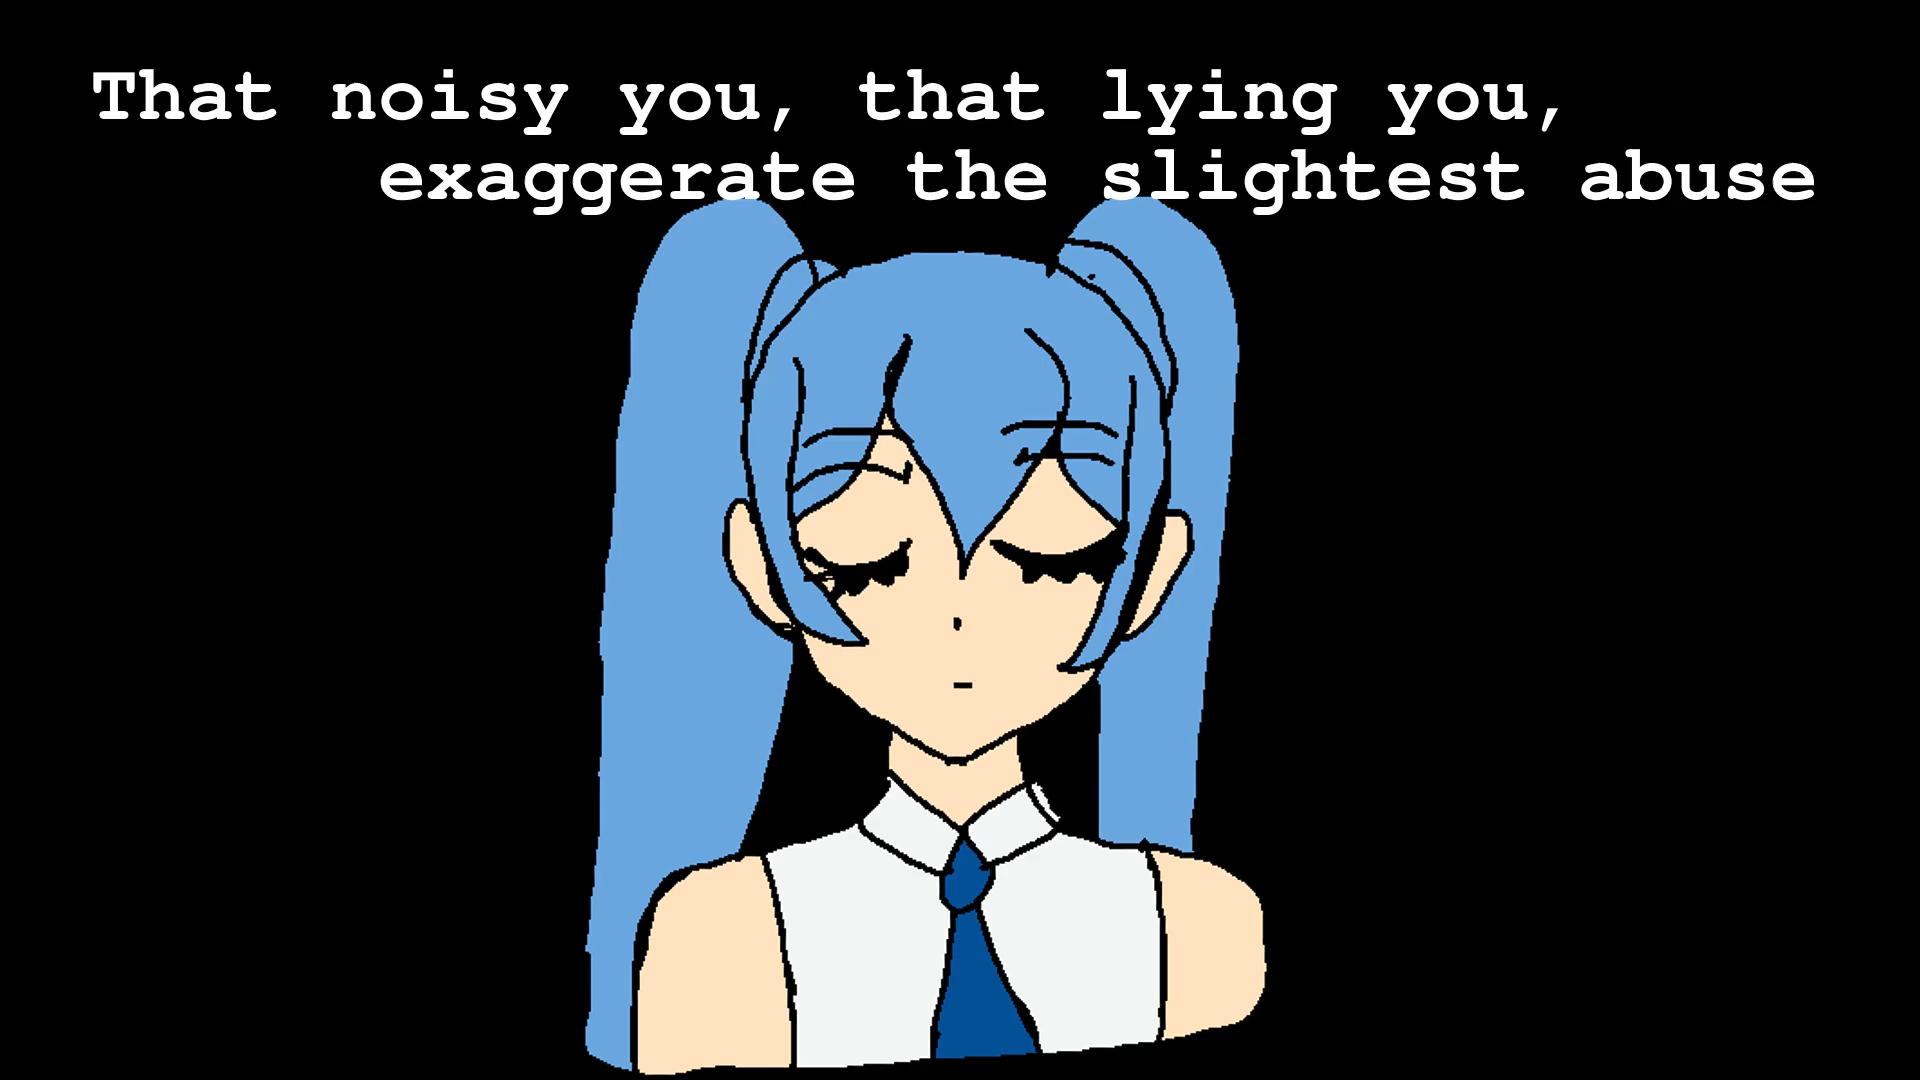 That noisy you, that lying you,
exaggerate the slightest abuse